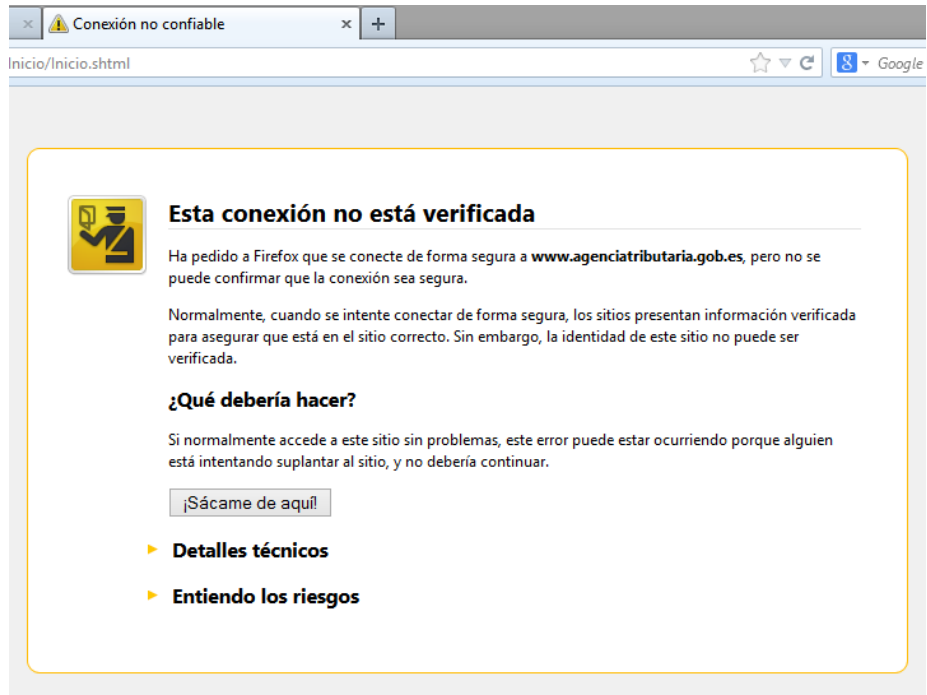 Conexión no confiable
Inicio/Inicio.shtml
Google
Esta conexión no está verificada
Ha pedido a Firefox que se conecte de forma segura a www.agenciatributaria.gob.es, pero no se
puede confirmar que la conexión sea segura.
Normalmente, cuando se intente conectar de forma segura, los sitios presentan información verificada
para asegurar que está en el sitio correcto. Sin embargo, la identidad de este sitio no puede ser
verificada.
¿Qué debería hacer?
Si normalmente accede a este sitio sin problemas, este error puede estar ocurriendo porque alguien
está intentando suplantar al sitio, y no debería continuar.
¡Sácame de aquí!
Detalles técnicos
Entiendo los riesgos